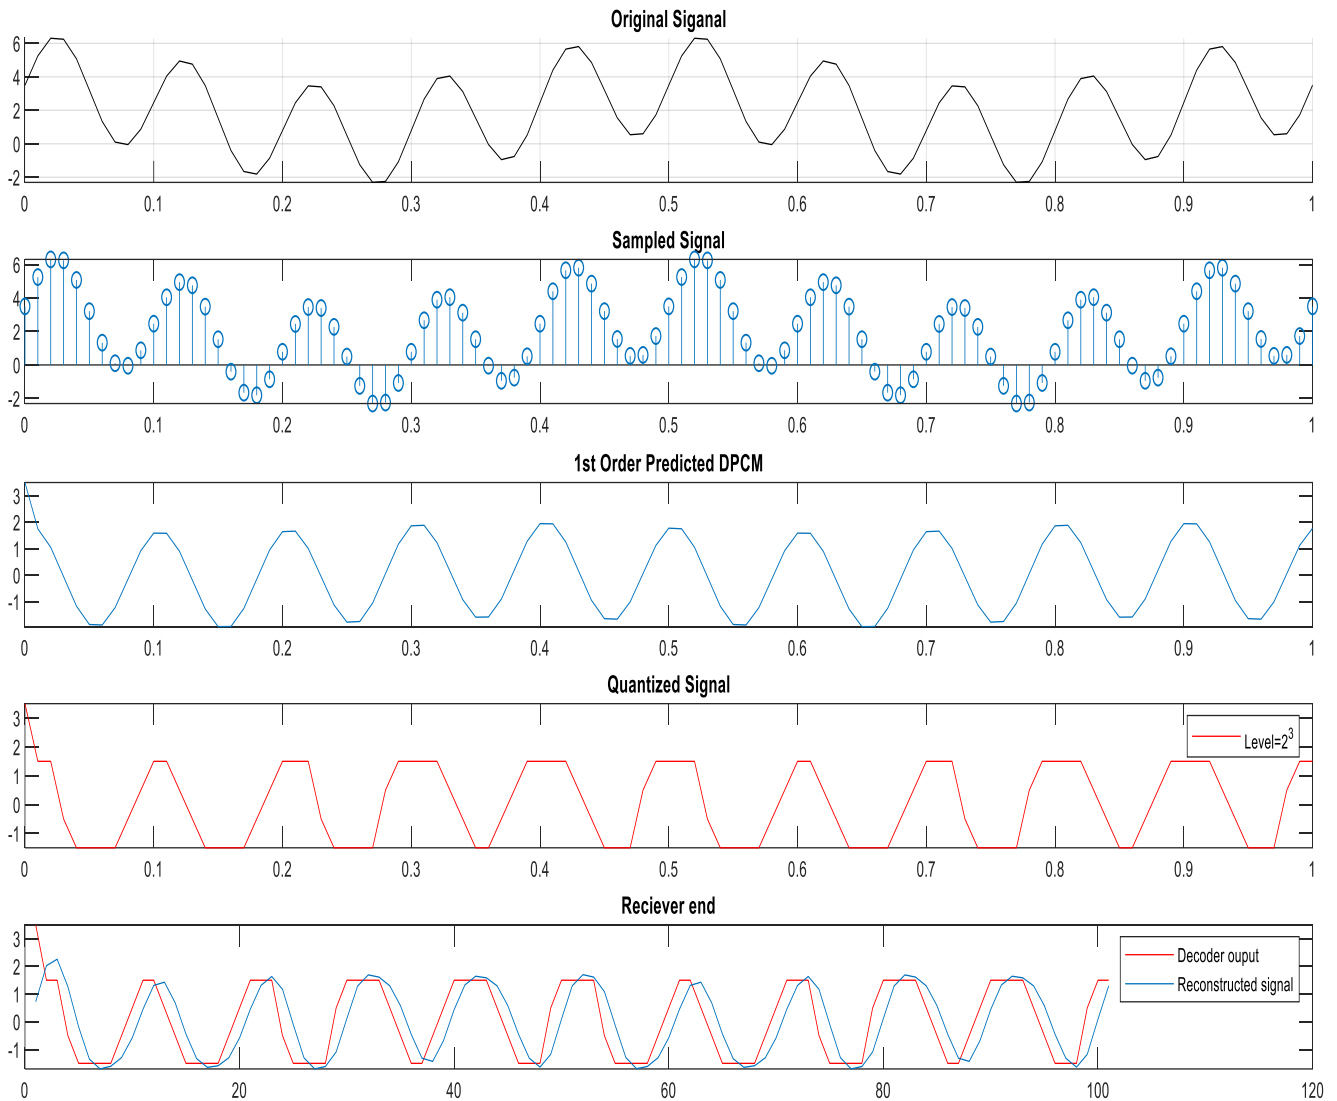 Original Siganal
6
4
2
0
-2
0 0.1 0.2 0.3 0.4 0.5 0.6 0.7 0.8 0.9 1
Sampled Signal
6
4
2
0
-2
0 0.1 0.2 0.3 0.4 0.5 0.6 0.7 0.8 0.9 1
1st Order Predicted DPCM
3
2
1
0
-1
0 0.1 0.2 0.3 0.4 0.5 0.6 0.7 0.8 0.9 1
Quantized Signal
3
2
1
0
-1
Level=2^3
0 0.1 0.2 0.3 0.4 0.5 0.6 0.7 0.8 0.9 1
Reciever end
3
2
1
0
-1
Decoder ouput
Reconstructed signal
0 20 40 60 80 100 120